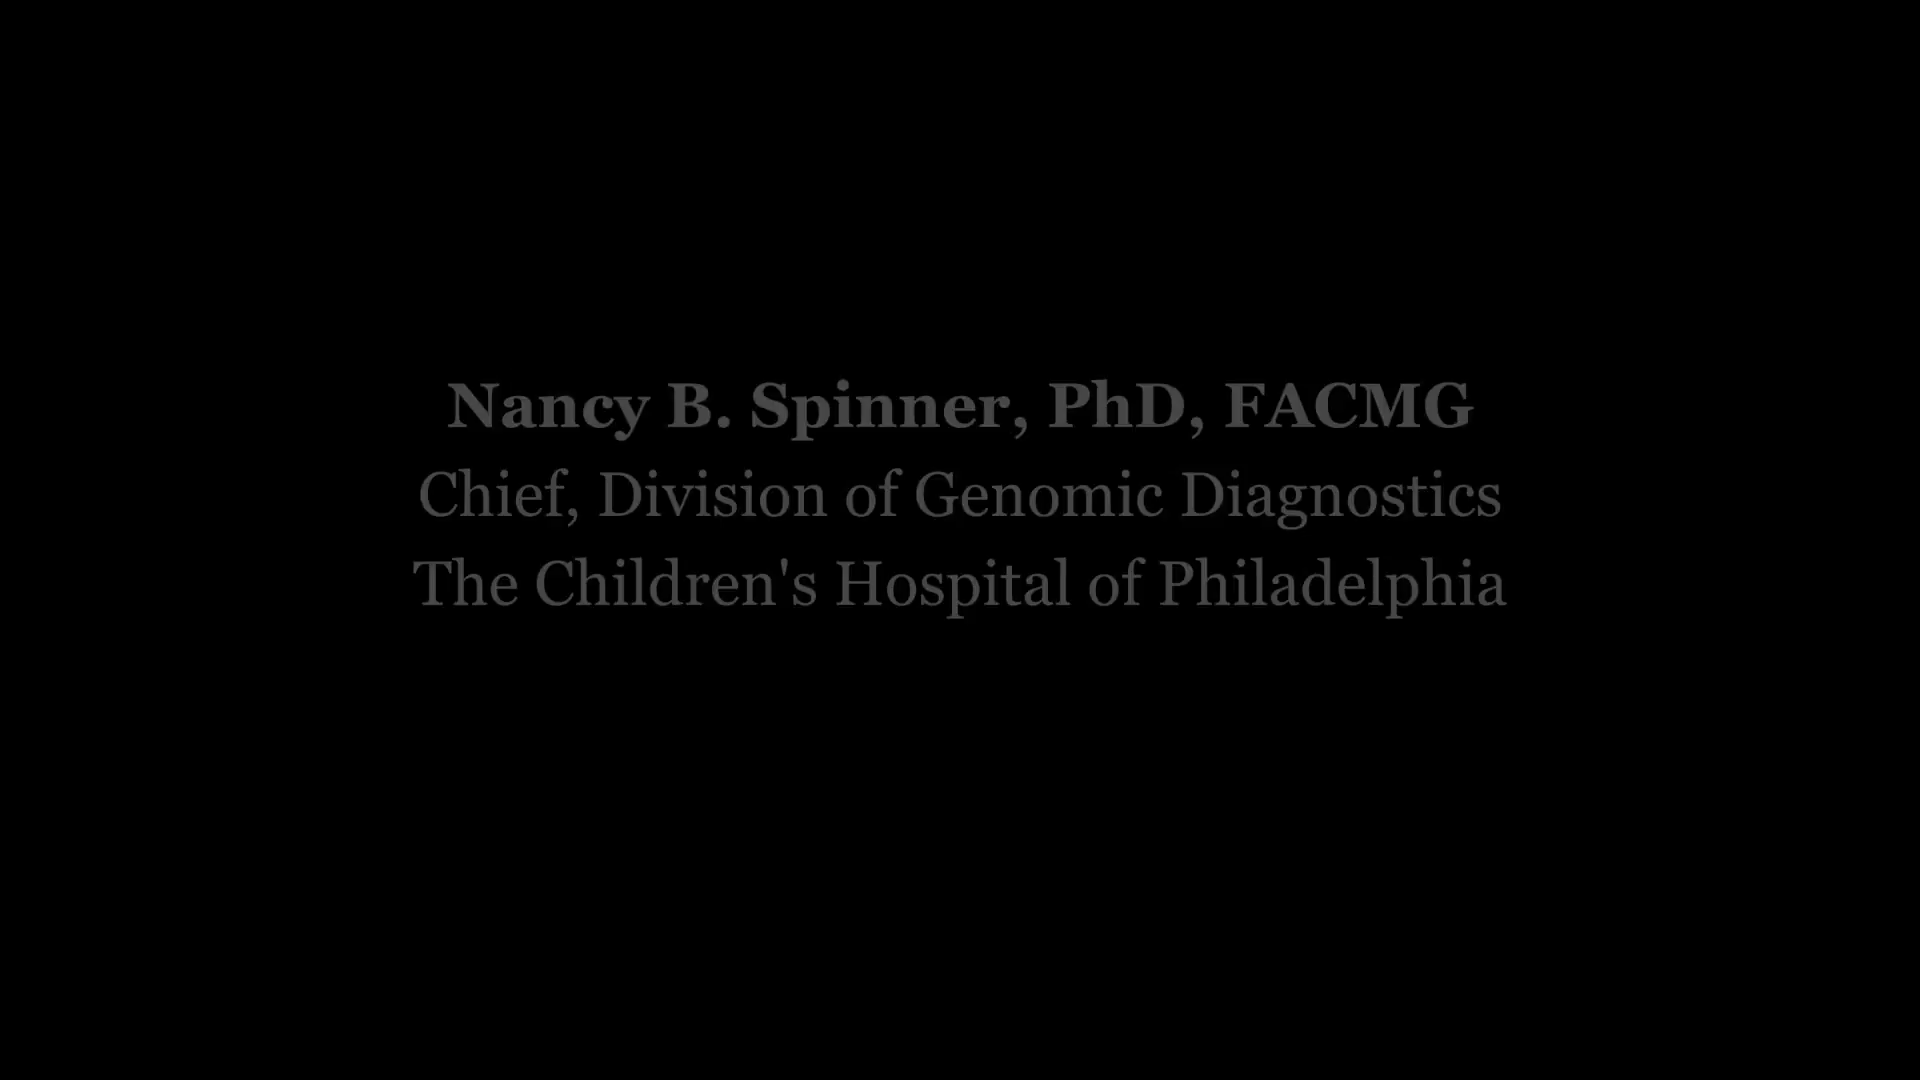 Nancy B. Spinner, PhD, FACMG
Chief, Division of Genomic Diagnostics
The Children's Hospital of Philadelphia